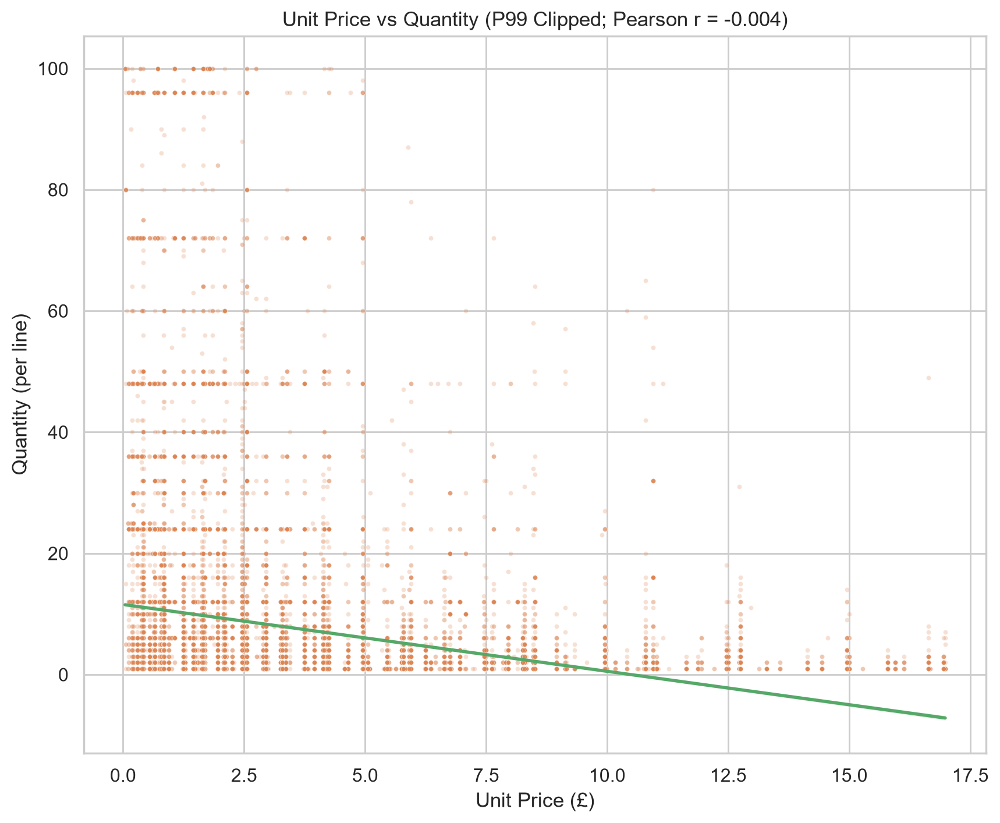 Unit Price vs Quantity (P99 Clipped; Pearson r = -0.004)
Quantity (per line)
100
80
60
40
20
0
0.0 2.5 5.0 7.5 10.0 12.5 15.0 17.5
Unit Price (£)